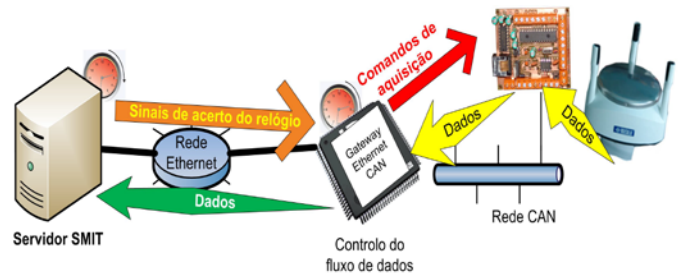 Comandos de
aquisição
Sinais de acerto do relógio
Rede
Ethernet
Gateway
Ethernet
CAN
Dados
Dados
Dados
Rede CAN
Servidor SMIT
Controlo do
fluxo de dados